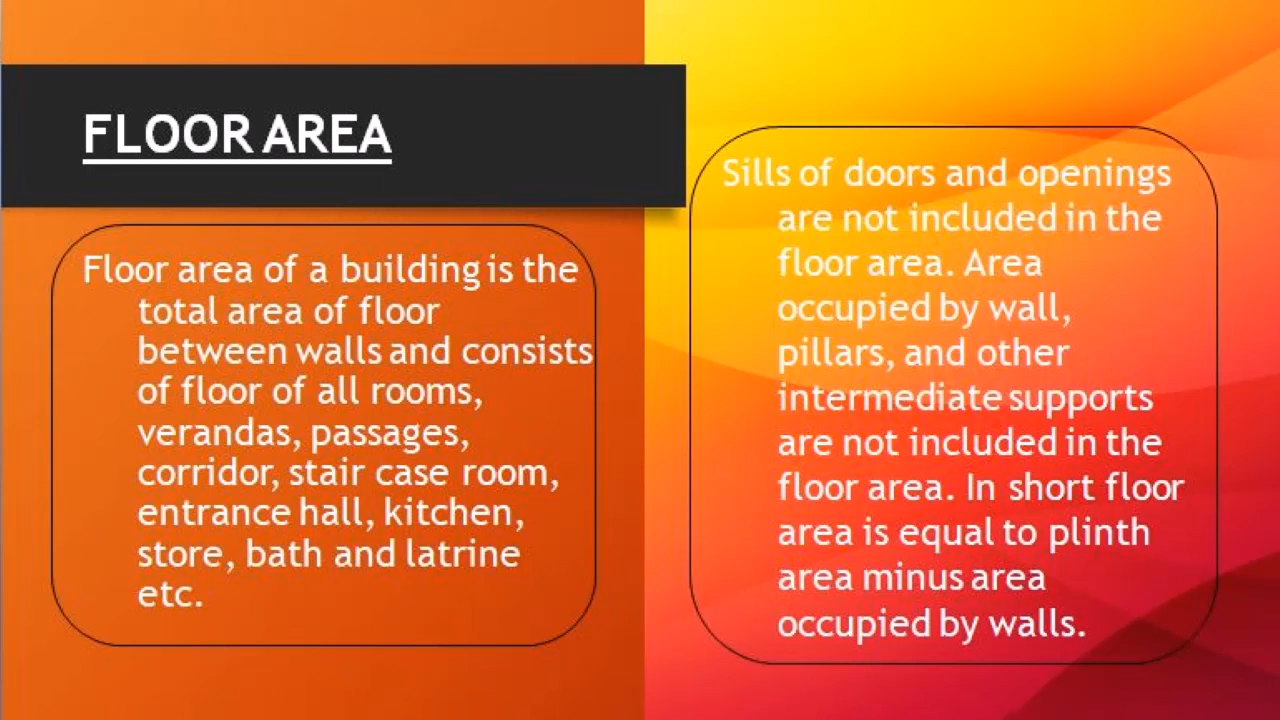 FLOOR AREA
Floor area of a building is the
total area of floor
between walls and consists
of floor of all rooms,
verandas, passages,
corridor, stair case room,
entrance hall, kitchen,
store, bath and latrine
etc.
Sills of doors and openings
are not included in the
floor area. Area
occupied by wall,
pillars, and other
intermediate supports
are not included in the
floor area. In short floor
area is equal to plinth
area minus area
occupied by walls.